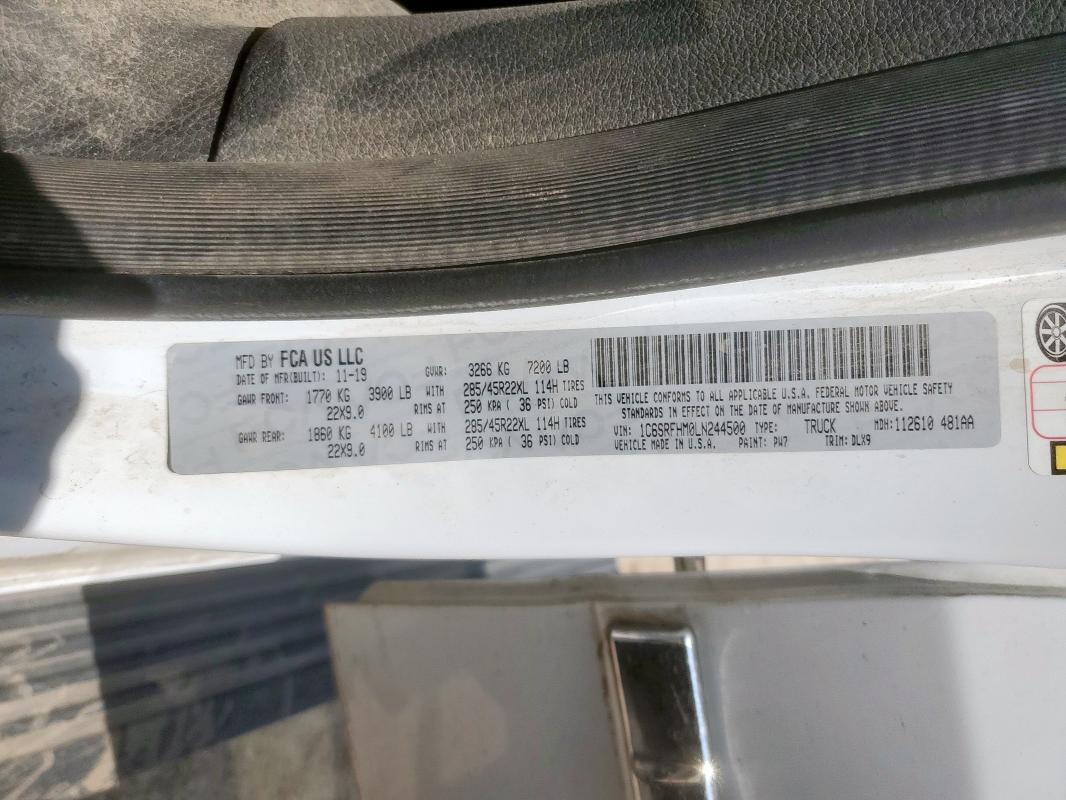 MFD BY FCA US LLC GVWR: 3266 KG 7200 LB
DATE OF MFR(BUILT): 11-19
GAWR FRONT: 1770 KG 3900 LB WITH 285/45R22XL 114H TIRES
22X9.0 RIMS AT 250 KPA ( 36 PSI) COLD
GAWR REAR: 1860 KG 4100 LB WITH 285/45R22XL 114H TIRES
22X9.0 RIMS AT 250 KPA ( 36 PSI) COLD
THIS VEHICLE CONFORMS TO ALL APPLICABLE U.S.A. FEDERAL MOTOR VEHICLE SAFETY
STANDARDS IN EFFECT ON THE DATE OF MANUFACTURE SHOWN ABOVE.
VIN: 1C6SRFHM0LN244500 TYPE: TRUCK MDH: 112610 481AA
VEHICLE MADE IN U.S.A. PAINT: PW7 TRIM: DLX9